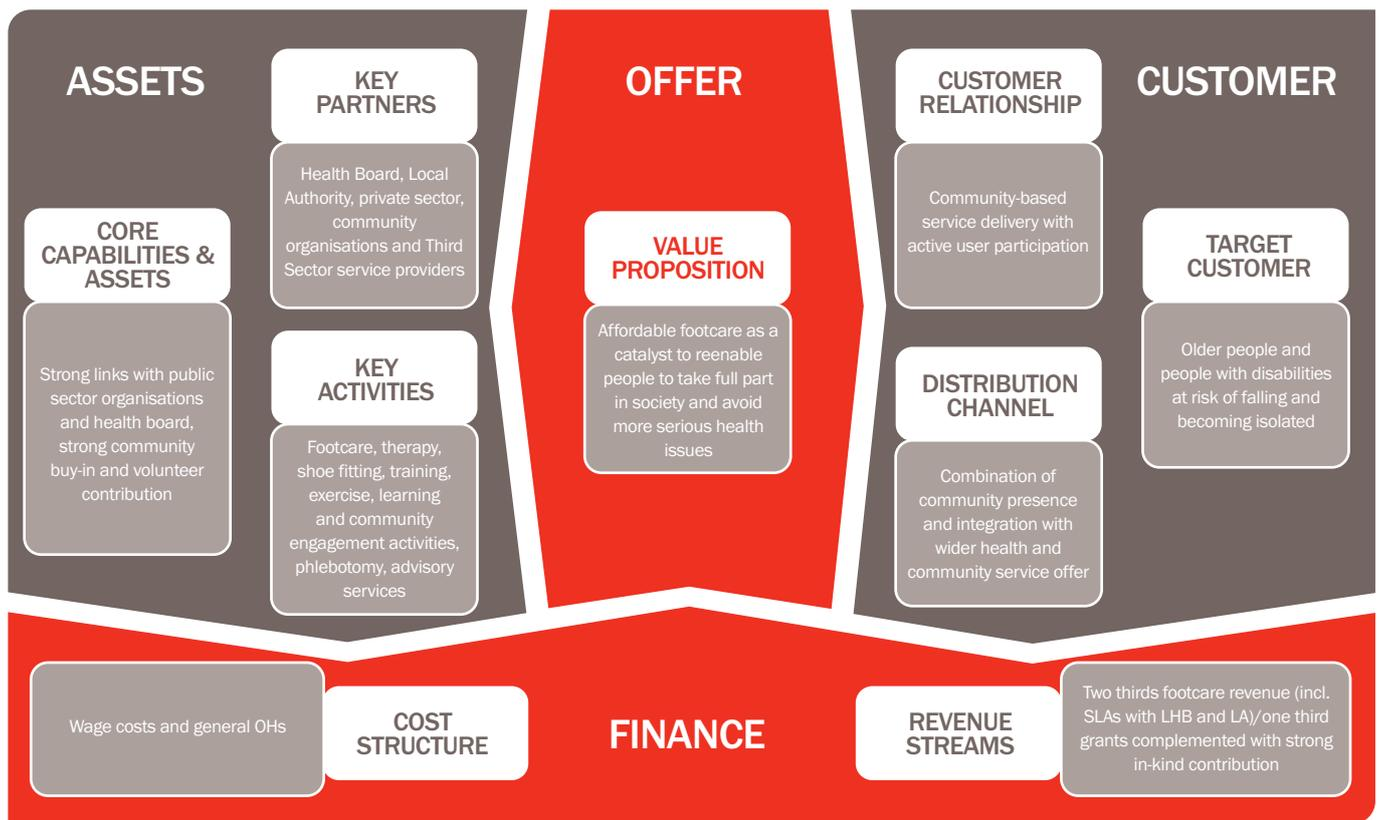 ASSETS
CORE
CAPABILITIES &
ASSETS
Strong links with public
sector organisations
and health board,
strong community
buy-in and volunteer
contribution
KEY
PARTNERS
Health Board, Local
Authority, private sector,
community
organisations and Third
Sector service providers
KEY
ACTIVITIES
Footcare, therapy,
shoe fitting, training,
exercise, learning
and community
engagement activities,
phlebotomy, advisory
services
OFFER
VALUE
PROPOSITION
Affordable footcare as a
catalyst to reenable
people to take full part
in society and avoid
more serious health
issues
CUSTOMER
CUSTOMER
RELATIONSHIP
Community-based
service delivery with
active user participation
DISTRIBUTION
CHANNEL
Combination of
community presence
and integration with
wider health and
community service offer
TARGET
CUSTOMER
Older people and
people with disabilities
at risk of falling and
becoming isolated
FINANCE
COST
STRUCTURE
Wage costs and general OHs
REVENUE
STREAMS
Two thirds footcare revenue (incl.
SLAs with LHB and LA)/one third
grants complemented with strong
in-kind contribution